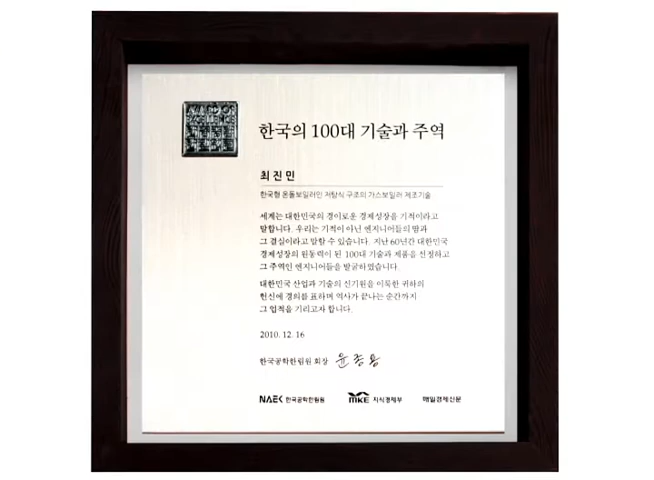 AWARD OF
EXCELLENCE
한국의 100대 기술과 주역
최진민
한국형 온돌보일러인 저탕식 구조의 가스보일러 제조기술
세계는 대한민국의 경이로운 경제성장을 기적이라고
말합니다. 우리는 기적이 아닌 엔지니어들의 땀과
그 결실이라고 말할 수 있습니다. 지난 60년간 대한민국
경제성장의 원동력이 된 100대 기술과 제품을 선정하고
그 주역인 엔지니어들을 발굴하였습니다.
대한민국 산업과 기술의 신기원을 이룩한 귀하의
헌신에 경의를 표하며 역사가 끝나는 순간까지
그 업적을 기리고자 합니다.
2010. 12. 16
한국공학한림원 회장 윤종용
NAEK 한국공학한림원 MKE 지식경제부 매일경제신문